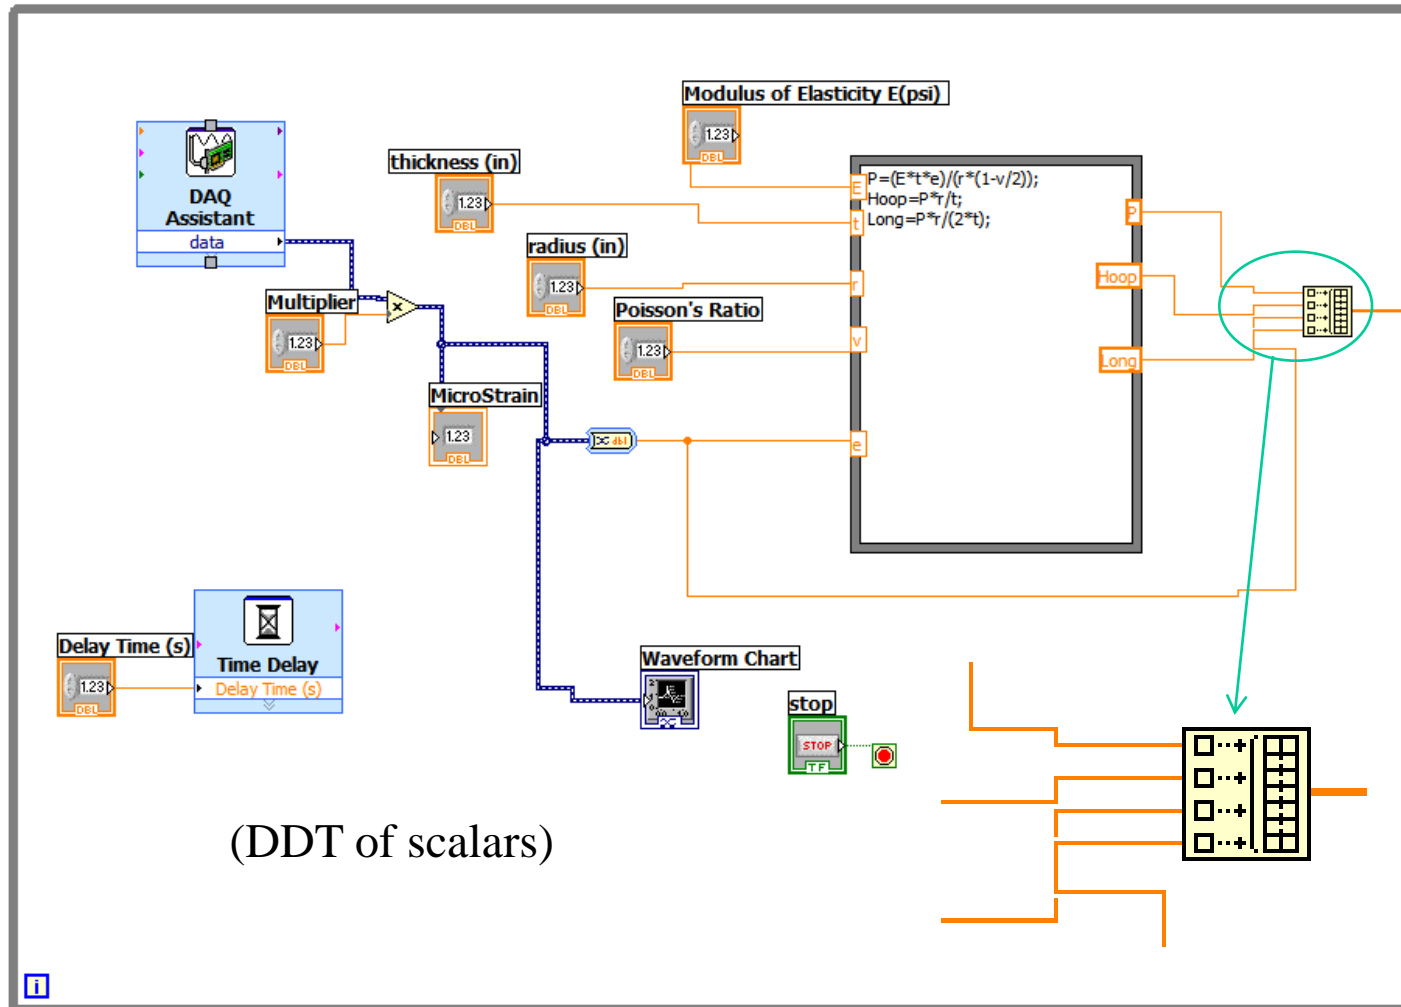 Modulus of Elasticity E(psi)
1.23
DBL
DAQ
Assistant
data
thickness (in)
1.23
DBL
E
P=(E*t*e)/(r*(1-v/2));
Hoop=P*r/t;
Long=P*r/(2*t);
t
P
radius (in)
1.23
DBL
r
Hoop
Multiplier
1.23
DBL
x
Poisson's Ratio
1.23
DBL
v
Long
MicroStrain
1.23
DBL
dbl
e
Delay Time (s)
1.23
DBL
Time Delay
Delay Time (s)
Waveform Chart
stop
STOP
TF
(DDT of scalars)
i